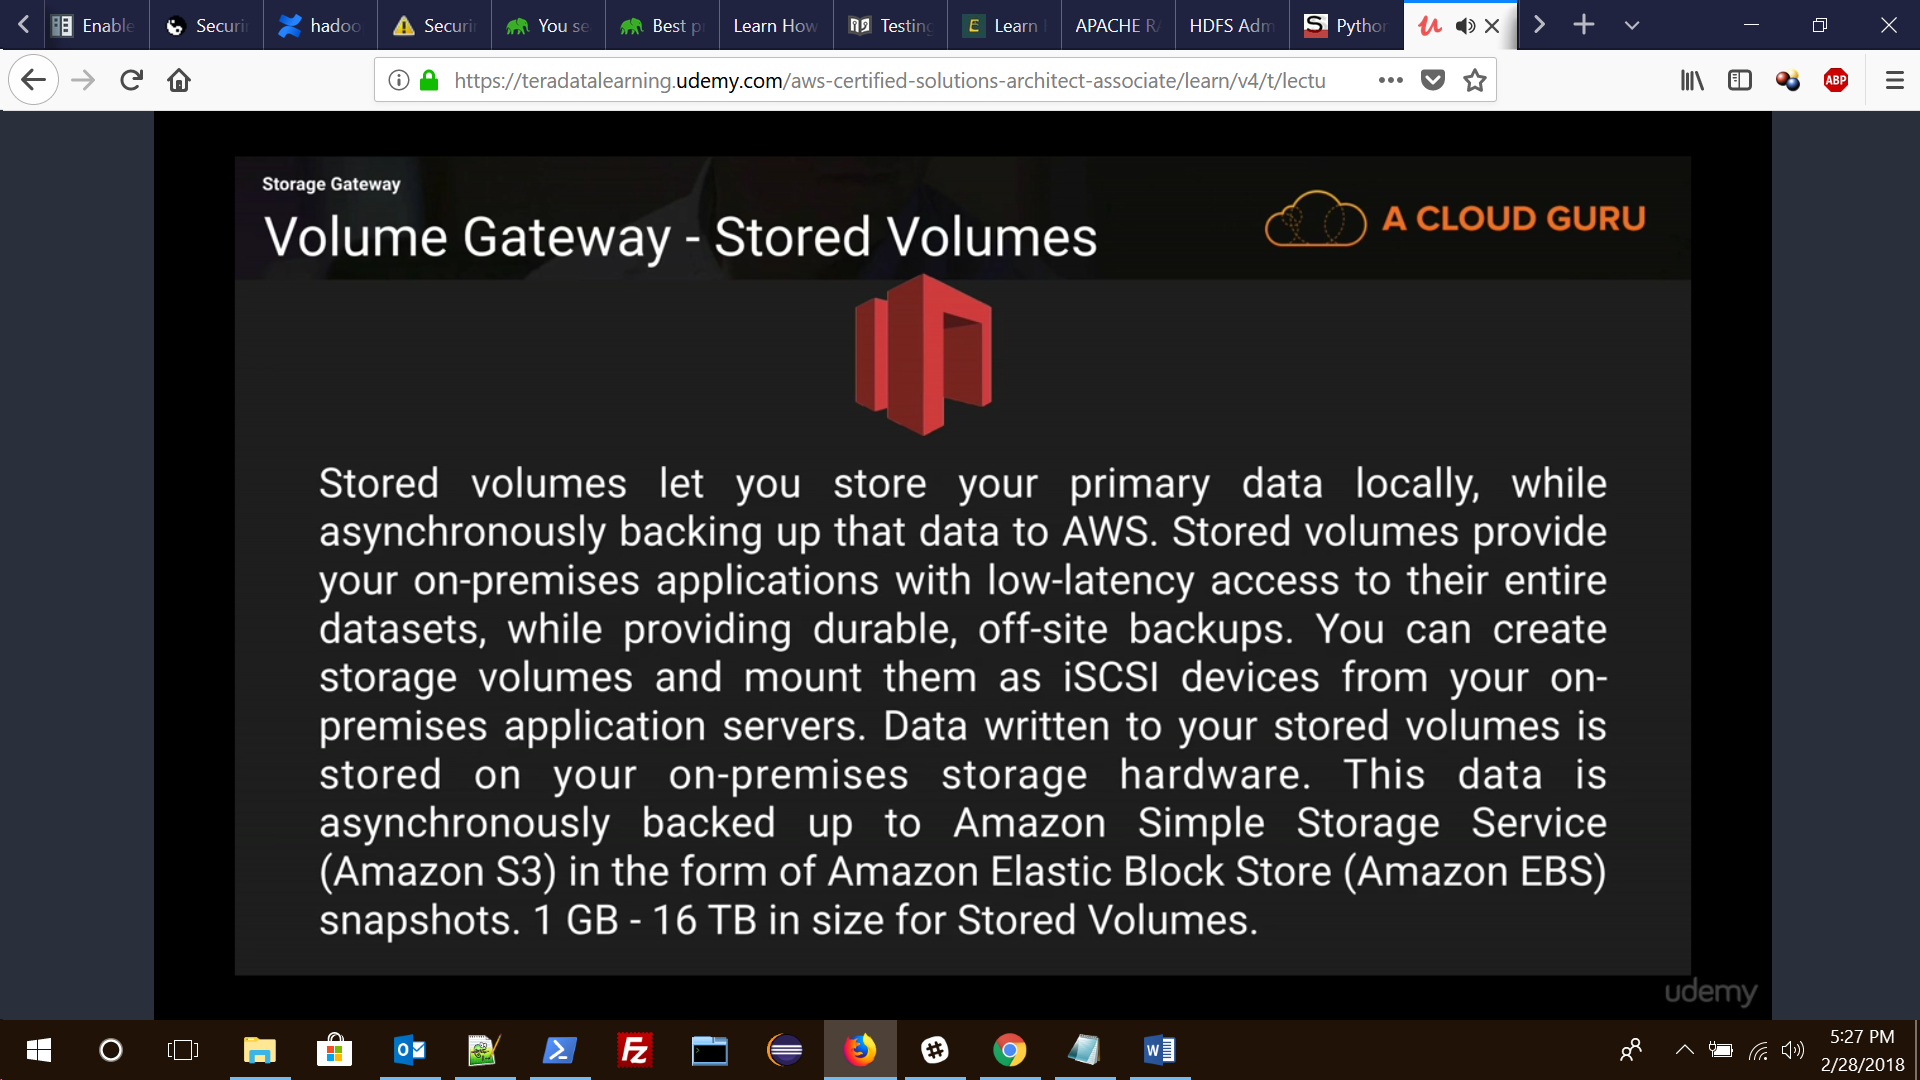 Enable
Securi
hadoo
Securi
You se
Best p
Learn How
Testing
Learn
APACHE RA
HDFS Adm
Pytho
https://teradatalearning.udemy.com/aws-certified-solutions-architect-associate/learn/v4/t/lectu
ABP
Storage Gateway
Volume Gateway - Stored Volumes
A CLOUD GURU
Stored volumes let you store your primary data locally, while
asynchronously backing up that data to AWS. Stored volumes provide
your on-premises applications with low-latency access to their entire
datasets, while providing durable, off-site backups. You can create
storage volumes and mount them as iSCSI devices from your on-
premises application servers. Data written to your stored volumes is
stored on your on-premises storage hardware. This data is
asynchronously backed up to Amazon Simple Storage Service
(Amazon S3) in the form of Amazon Elastic Block Store (Amazon EBS)
snapshots. 1 GB - 16 TB in size for Stored Volumes.
udemy
5:27 PM
2/28/2018